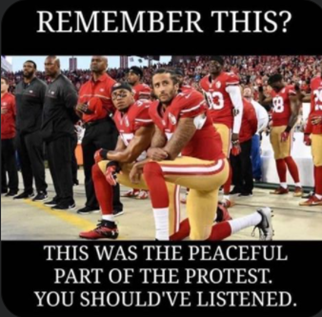 REMEMBER THIS?
THIS WAS THE PEACEFUL
PART OF THE PROTEST.
YOU SHOULD'VE LISTENED.